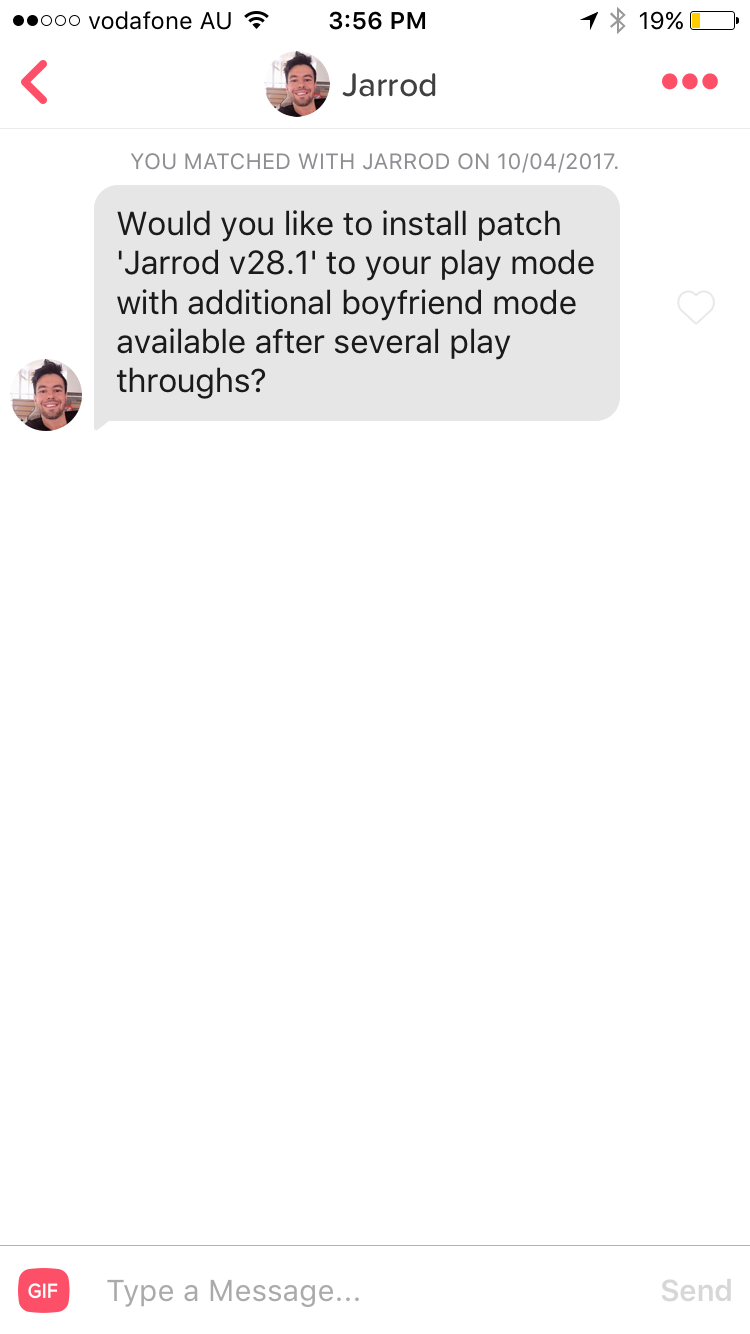 vodafone AU 3:56 PM 19%
Jarrod
YOU MATCHED WITH JARROD ON 10/04/2017.
Would you like to install patch
'Jarrod v28.1' to your play mode
with additional boyfriend mode
available after several play
throughs?
GIF Type a Message... Send